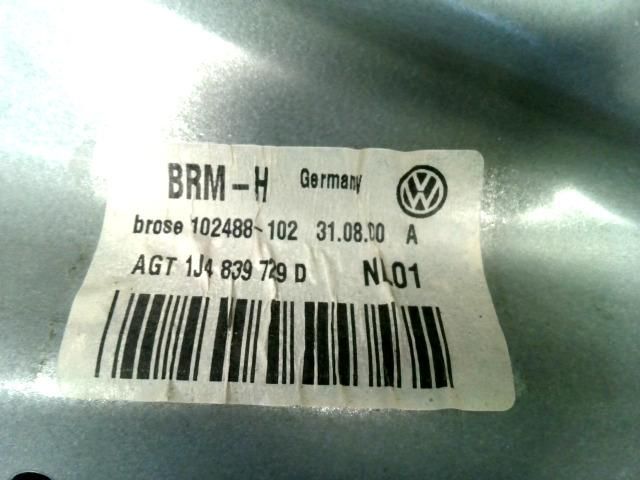 BRM-H Germany
brose 102488-102 31.08.00 A
AGT 1J4 839 729 D NL01